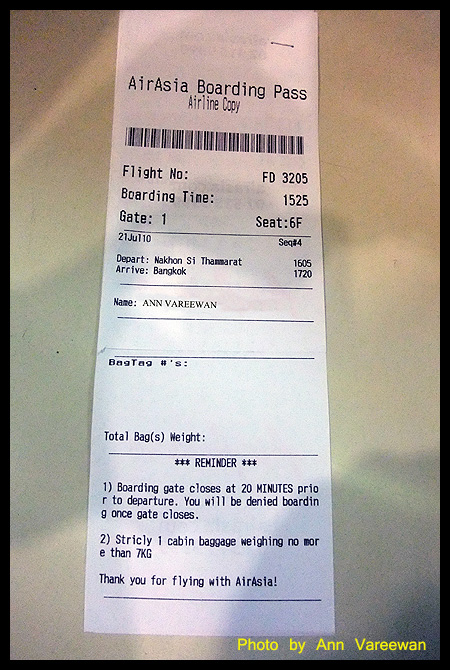 AirAsia Boarding Pass
Airline Copy
Flight No: FD 3205
Boarding Time: 1525
Gate: 1 Seat:6F
21Jul10 Seq#4
Depart: Nakhon Si Thammarat 1605
Arrive: Bangkok 1720
Name: ANN VAREEWAN
BagTag #'s:
Total Bag(s) Weight:
*** REMINDER ***
1) Boarding gate closes at 20 MINUTES prio
r to departure. You will be denied boardin
g once gate closes.
2) Stricly 1 cabin baggage weighing no mor
e than 7KG
Thank you for flying with AirAsia!
Photo by Ann Vareewan